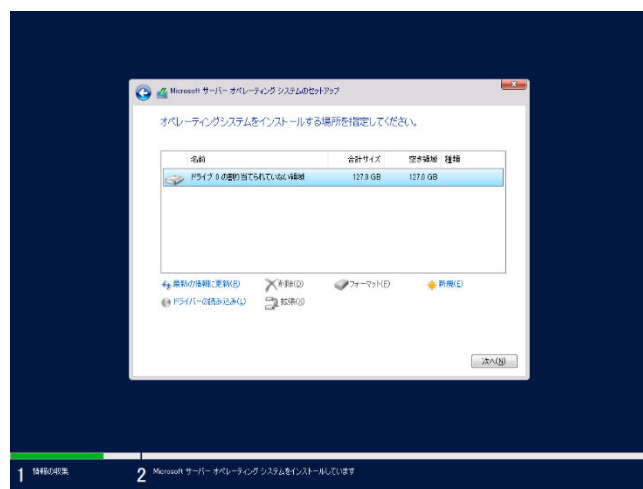 Microsoft サーバー オペレーティング システムのセットアップ
オペレーティングシステムをインストールする場所を指定してください。
名前 合計サイズ 空き領域 種類
ドライブ 0 の割り当てられていない領域 127.0 GB 127.0 GB
最新の情報に更新(R) 削除(D) フォーマット(F) 新規(E)
ドライバーの読み込み(L) 拡張(X)
次へ(N)
1 情報の収集 2 Microsoft サーバー オペレーティング システムをインストールしています